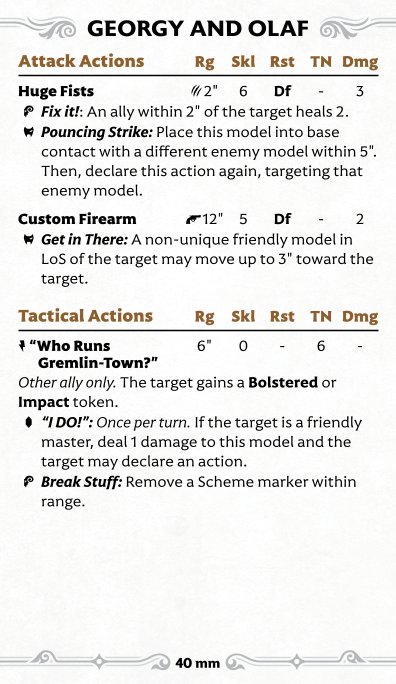 GEORGY AND OLAF
Attack Actions Rg Skl Rst TN Dmg
Huge Fists 2" 6 Df - 3
Fix it!: An ally within 2" of the target heals 2.
Pouncing Strike: Place this model into base
contact with a different enemy model within 5".
Then, declare this action again, targeting that
enemy model.
Custom Firearm 12" 5 Df - 2
Get in There: A non-unique friendly model in
LoS of the target may move up to 3" toward the
target.
Tactical Actions Rg Skl Rst TN Dmg
“Who Runs 6" 0 - 6 -
Gremlin-Town?”
Other ally only. The target gains a Bolstered or
Impact token.
“I DO!”: Once per turn. If the target is a friendly
master, deal 1 damage to this model and the
target may declare an action.
Break Stuff: Remove a Scheme marker within
range.
40 mm